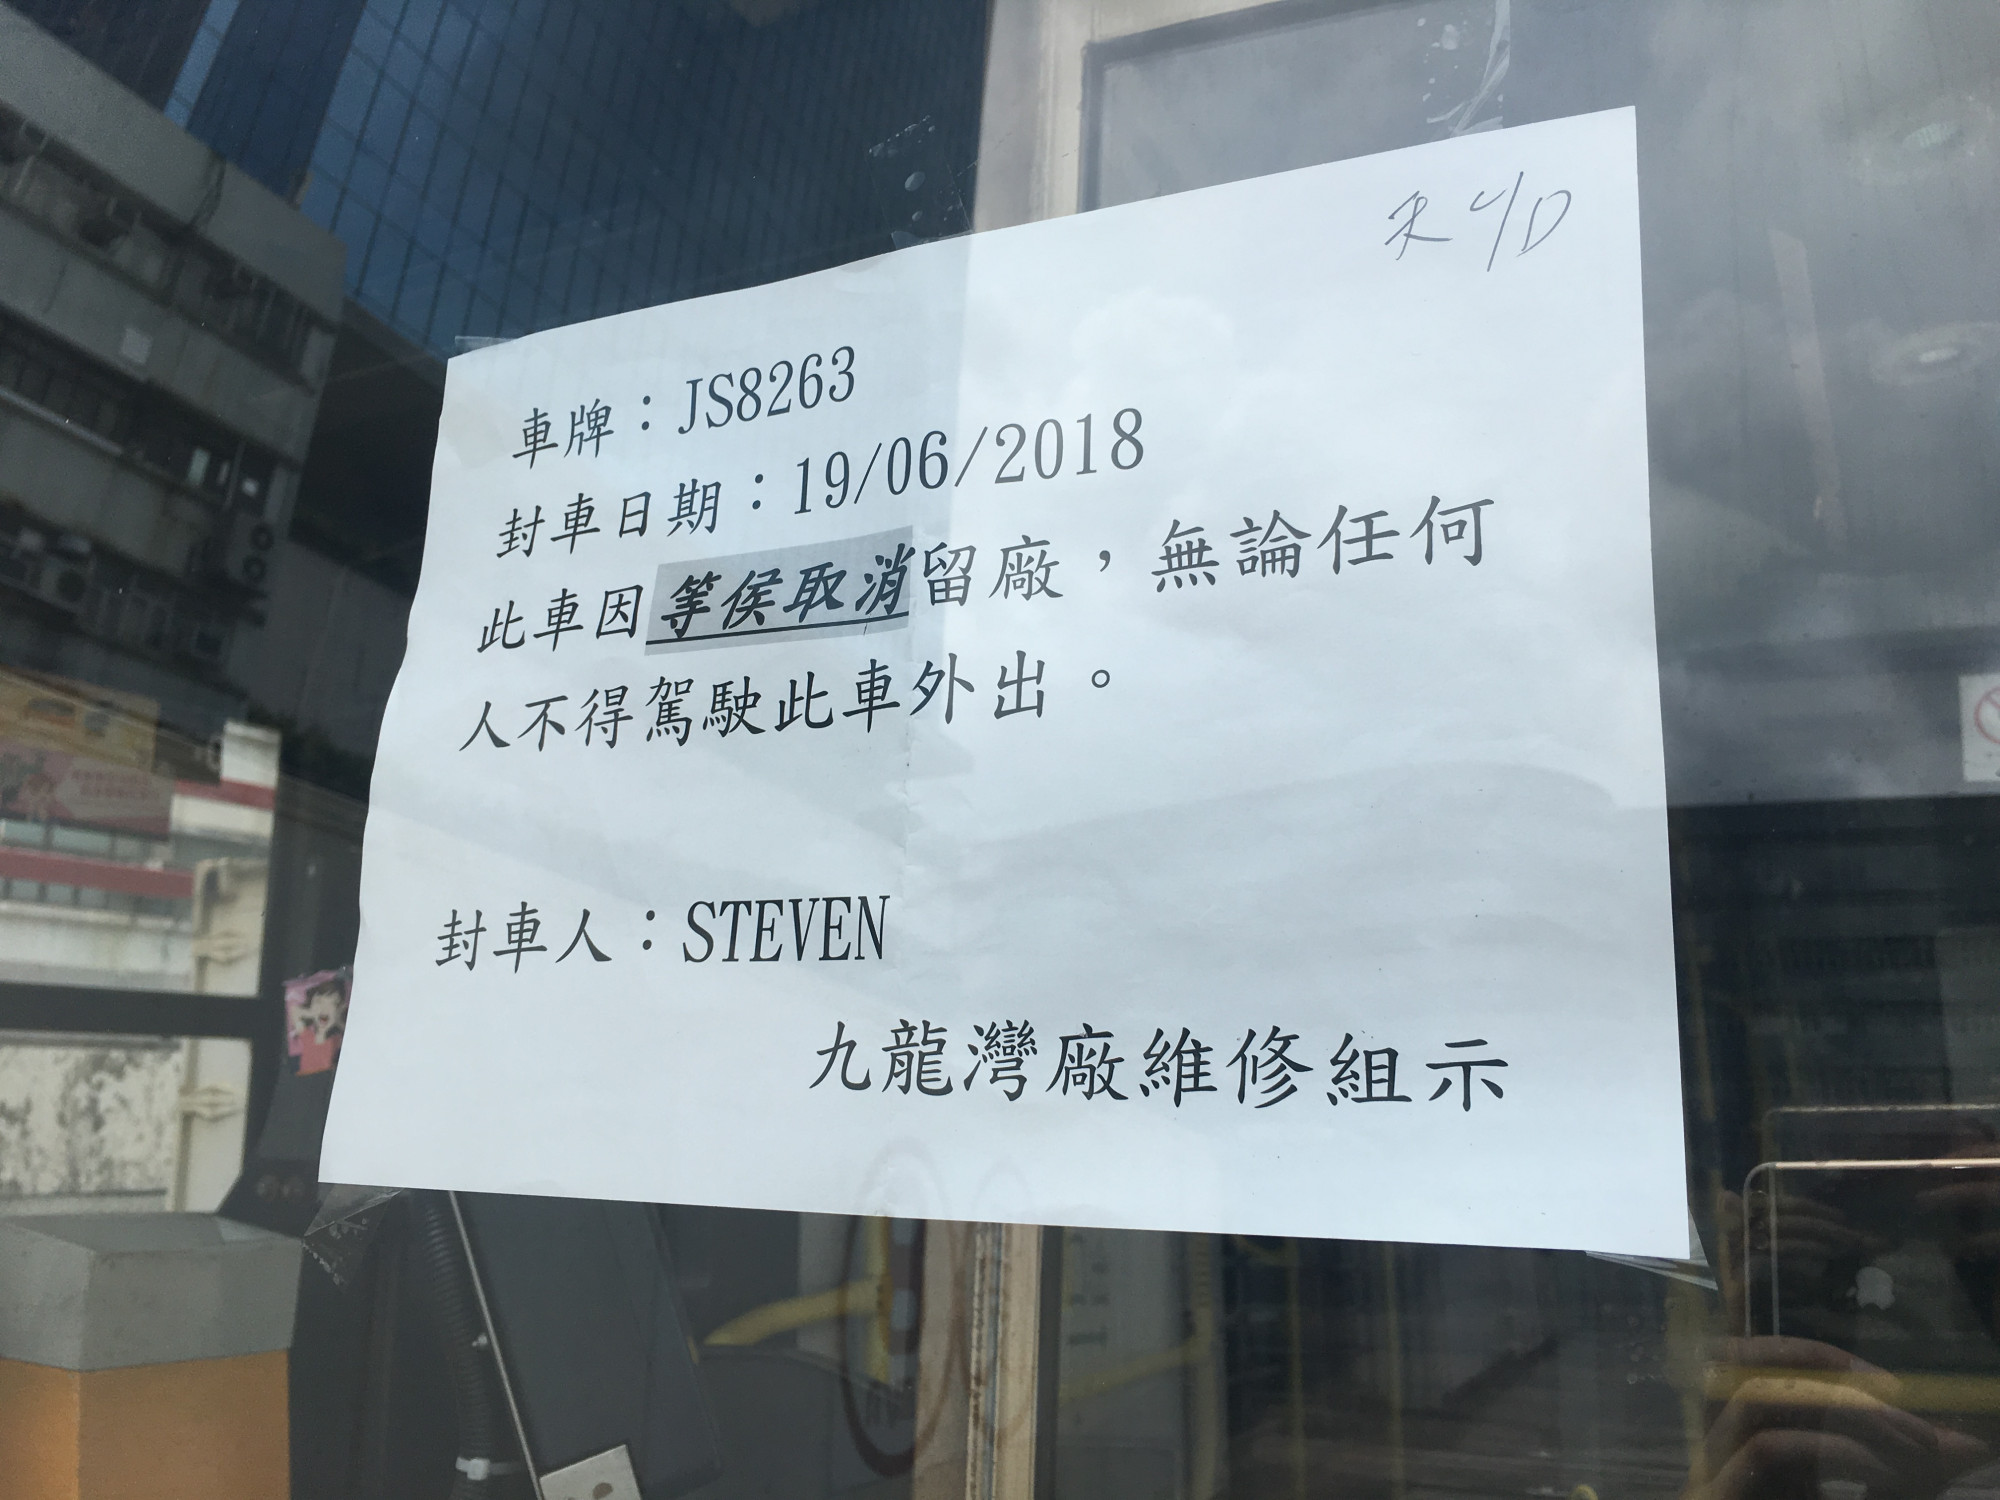 未 Y/D
車牌：JS8263
封車日期：19/06/2018
此車因等侯取消留廠，無論任何
人不得駕駛此車外出。
封車人：STEVEN
九龍灣廠維修組示